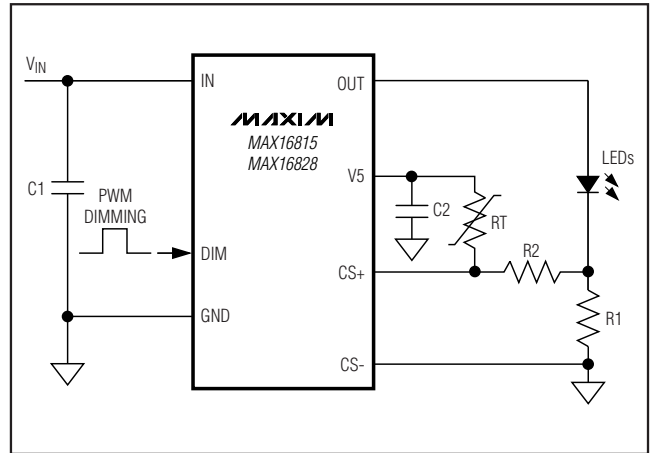 VIN
IN
OUT
MAXIM
MAX16815
MAX16828
LEDs
V5
C1
PWM
DIMMING
C2
RT
DIM
CS+
R2
GND
R1
CS-